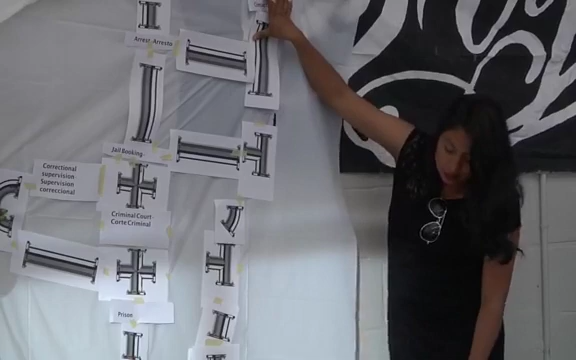 Arrest Arresto
Jail Booking
Correctional
supervision
Supervision
correccional
Criminal Court
Corte Criminal
Prison